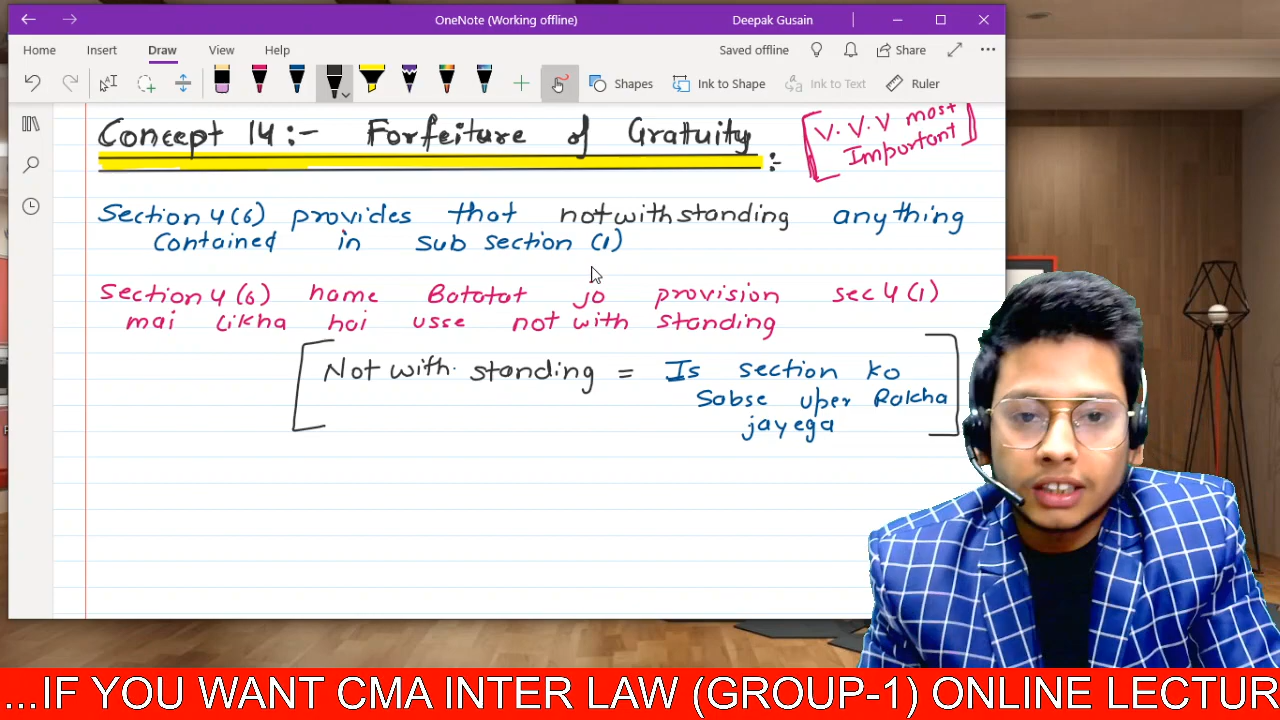 OneNote (Working offline)
Deepak Gusain
Home Insert Draw View Help
Saved offline
Share
Shapes
Ink to Shape
Ink to Text
Ruler
Concept 14:- Forfeiture of Gratuity :-
V. V. V most
Important
Section 4(6) provides that notwithstanding anything
Contained in sub section (1)
Section 4(6) hame Batatat jo provision sec 4(1)
mai likha hai usse not with standing
Not with standing = Is section ko
Sabse uper Rakha
jayega
...IF YOU WANT CMA INTER LAW (GROUP-1) ONLINE LECTUR